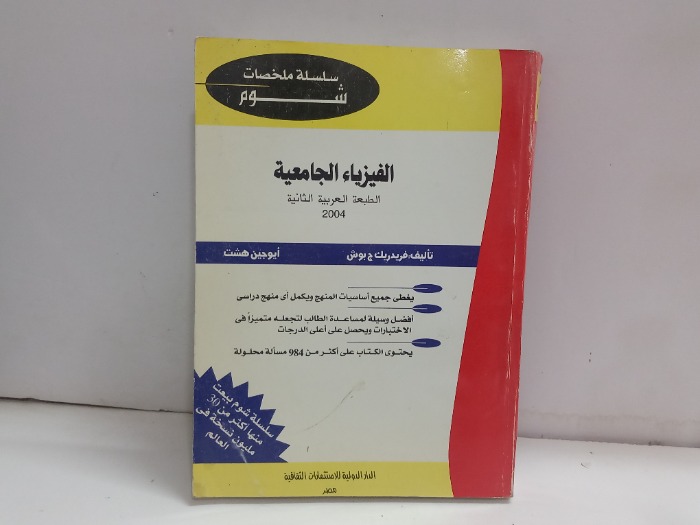 سلسلة ملخصات
شوم
الفيزياء الجامعية
الطبعة العربية الثانية
2004
تأليف، فريدريك ج بوش أيوجين هشت
يغطى جميع أساسيات المنهج ويكمل أى منهج دراسى
أفضل وسيلة لمساعدة الطالب لتجعله متميزاً فى
الاختبارات ويحصل على أعلى الدرجات
يحتوى الكتاب على أكثر من 984 مسألة محلولة
سلسلة شوم بيعت
منها أكثر من 30
مليون نسخة فى
العالم
الدار الدولية للاستثمارات الثقافية
مصر